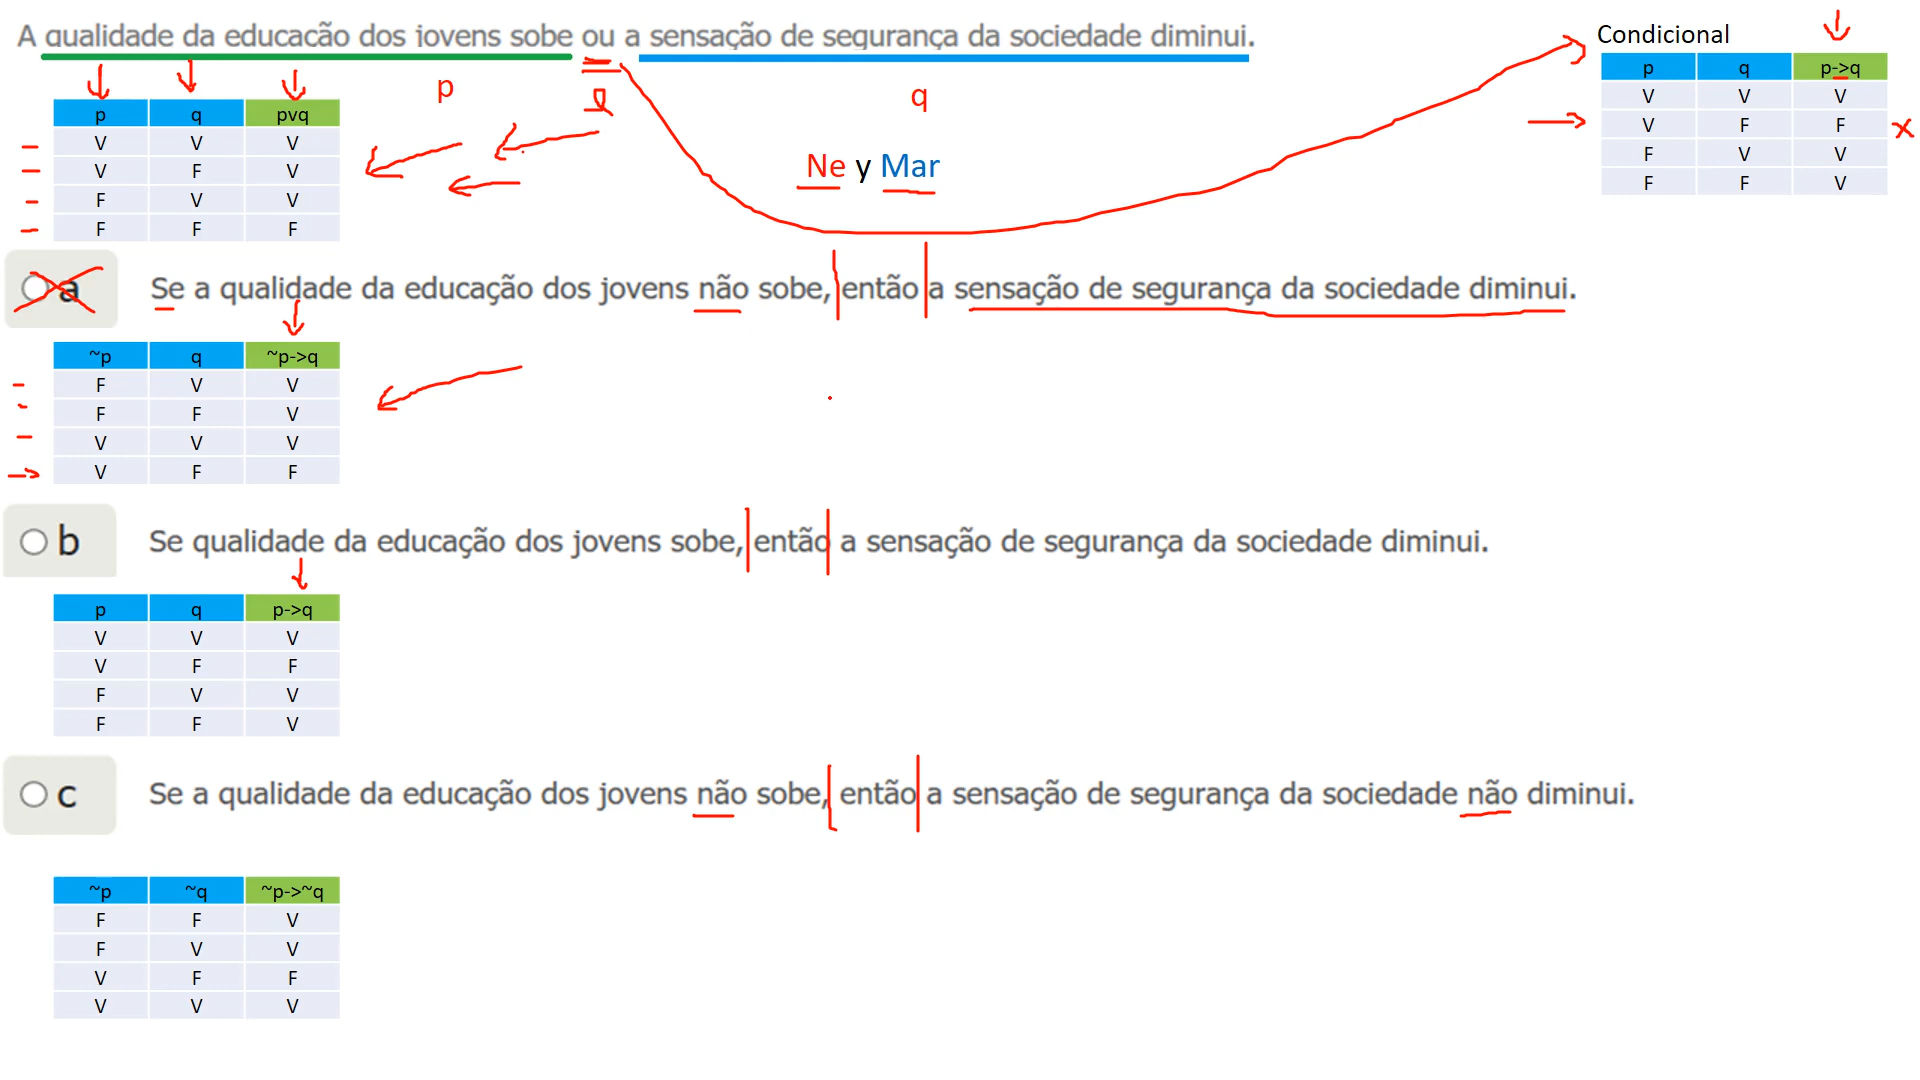 A qualidade da educação dos jovens sobe ou a sensação de segurança da sociedade diminui.
Condicional
p q
p q p->q
V V V
V F F x
F V V
F F V
p q pvq
V V V
V F V
F V V
F F F
Ne y Mar
a Se a qualidade da educação dos jovens não sobe, então a sensação de segurança da sociedade diminui.
~p q ~p->q
F V V
F F V
V V V
V F F
b Se qualidade da educação dos jovens sobe, então a sensação de segurança da sociedade diminui.
p q p->q
V V V
V F F
F V V
F F V
c Se a qualidade da educação dos jovens não sobe, então a sensação de segurança da sociedade não diminui.
~p ~q ~p->~q
F F V
F V V
V F F
V V V